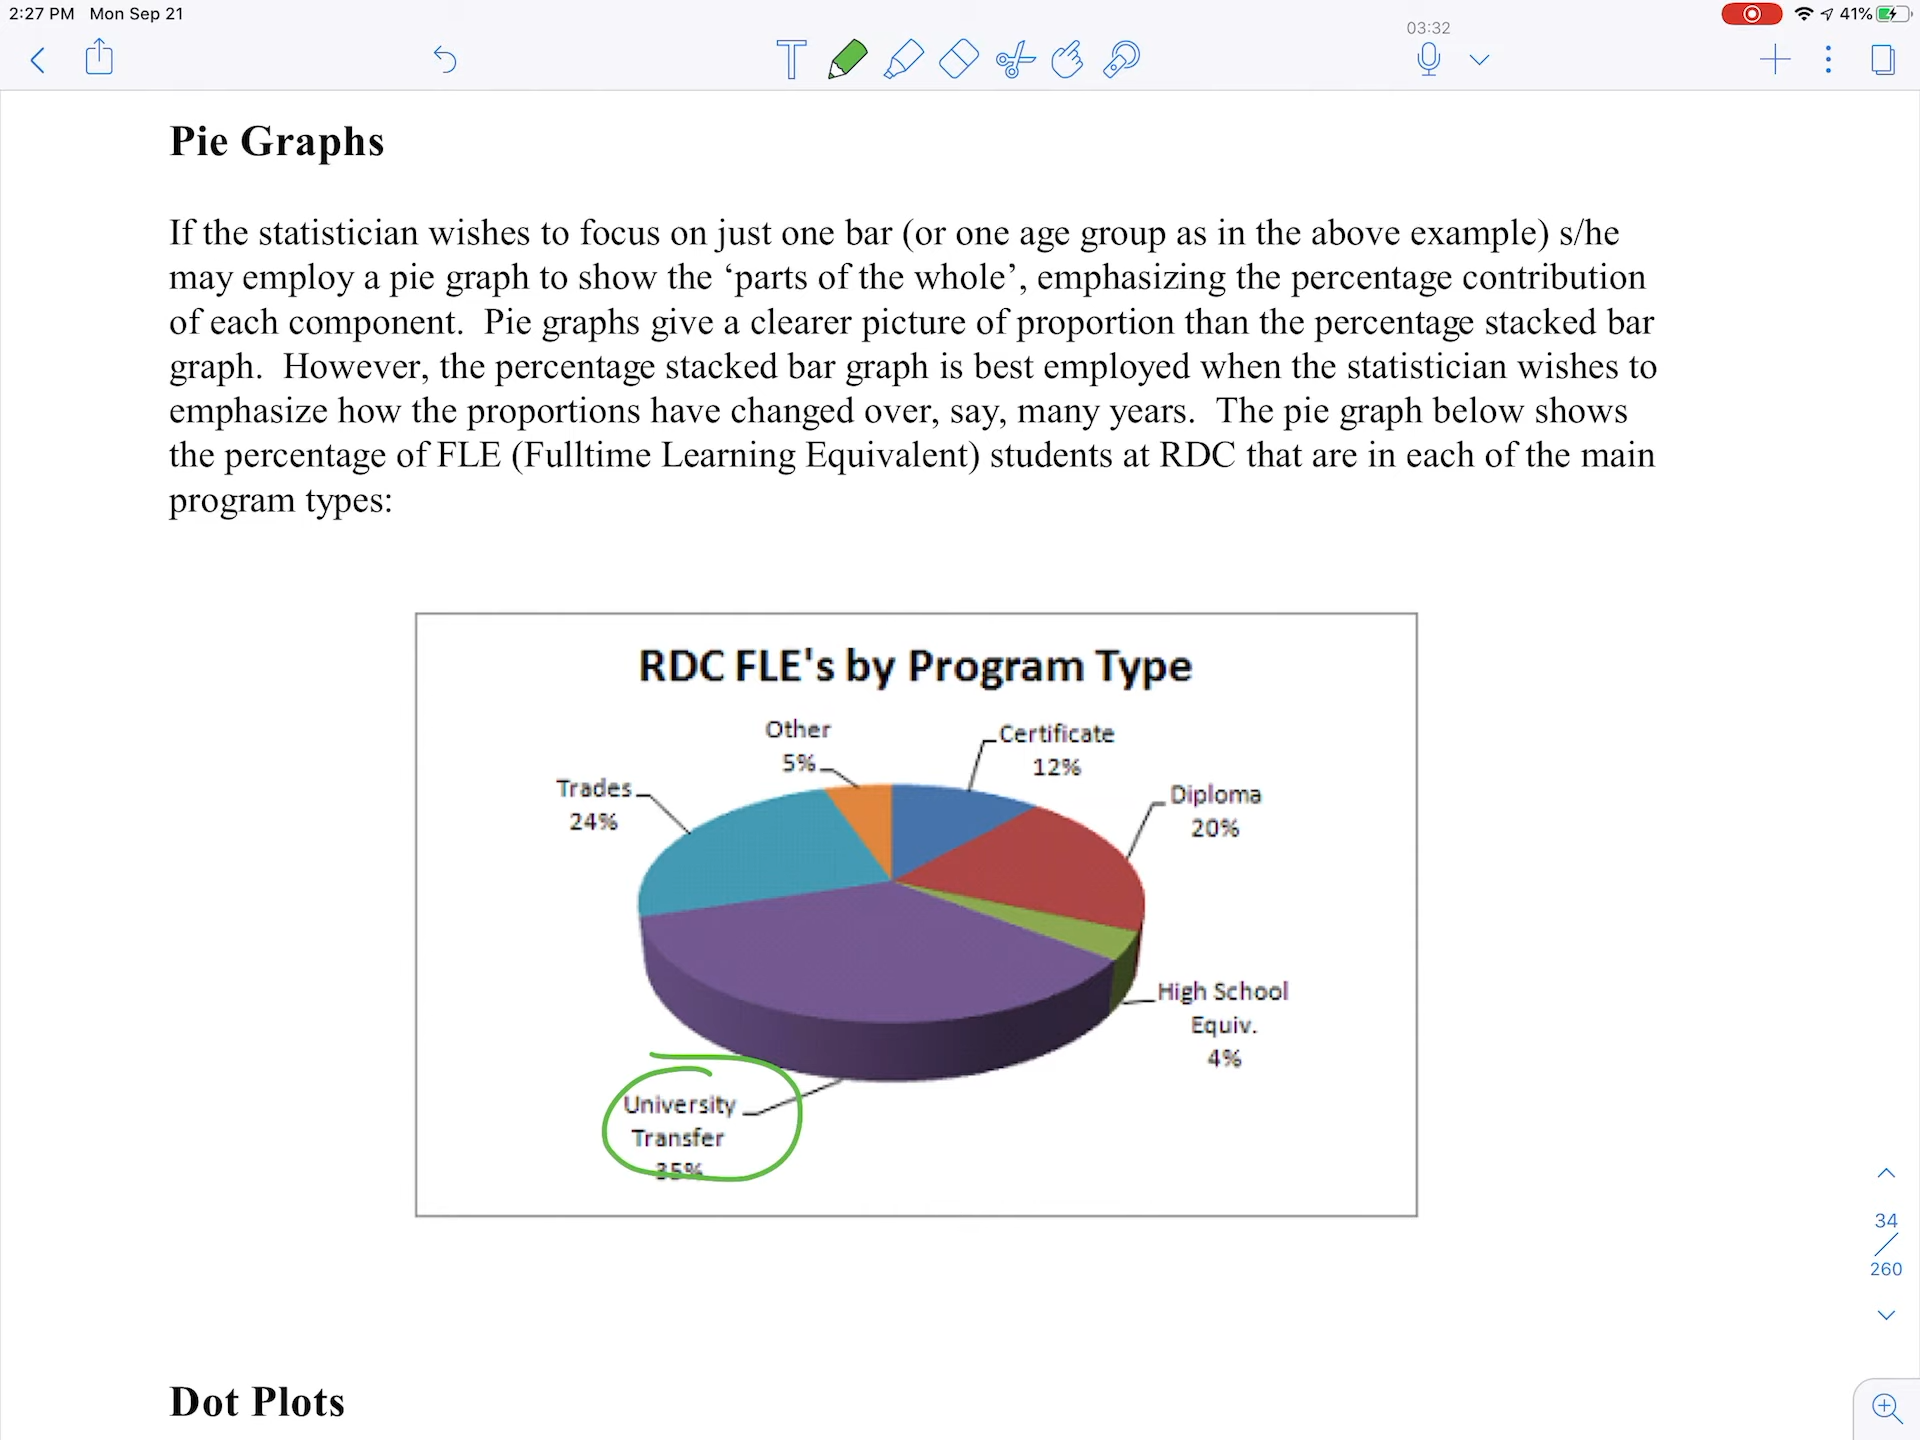 2:27 PM Mon Sep 21
41%
03:32
Pie Graphs
If the statistician wishes to focus on just one bar (or one age group as in the above example) s/he
may employ a pie graph to show the ‘parts of the whole’, emphasizing the percentage contribution
of each component. Pie graphs give a clearer picture of proportion than the percentage stacked bar
graph. However, the percentage stacked bar graph is best employed when the statistician wishes to
emphasize how the proportions have changed over, say, many years. The pie graph below shows
the percentage of FLE (Fulltime Learning Equivalent) students at RDC that are in each of the main
program types:
RDC FLE's by Program Type
Other
5%
Certificate
12%
Trades
24%
Diploma
20%
High School
Equiv.
4%
University
Transfer
35%
34
/
260
Dot Plots